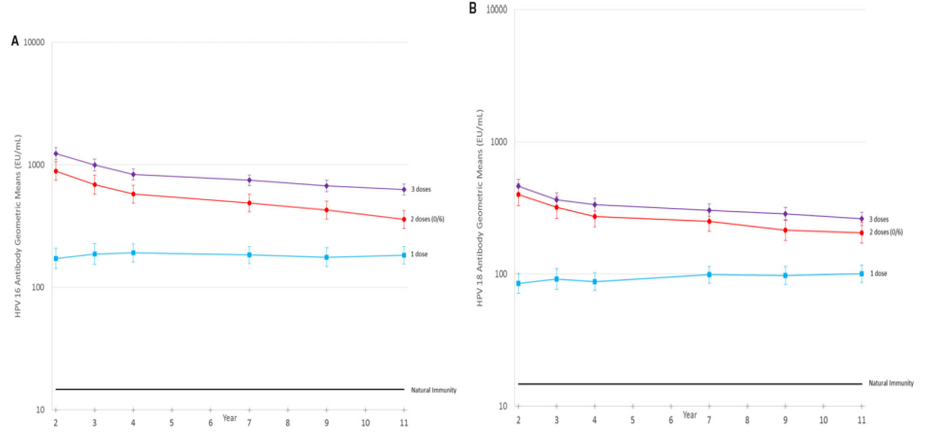 A
10000
1000
100
10
HPV 16 Antibody Geometric Means (EU/mL)
3 doses
2 doses (0/6)
1 dose
Natural Immunity
2 3 4 5 6 7 8 9 10 11
Year
B
10000
1000
100
10
HPV 18 Antibody Geometric Means (EU/mL)
3 doses
2 doses (0/6)
1 dose
Natural Immunity
2 3 4 5 6 7 8 9 10 11
Year